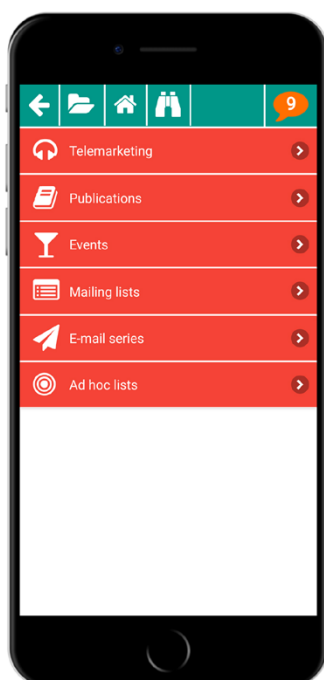 9
Telemarketing
Publications
Events
Mailing lists
E-mail series
Ad hoc lists